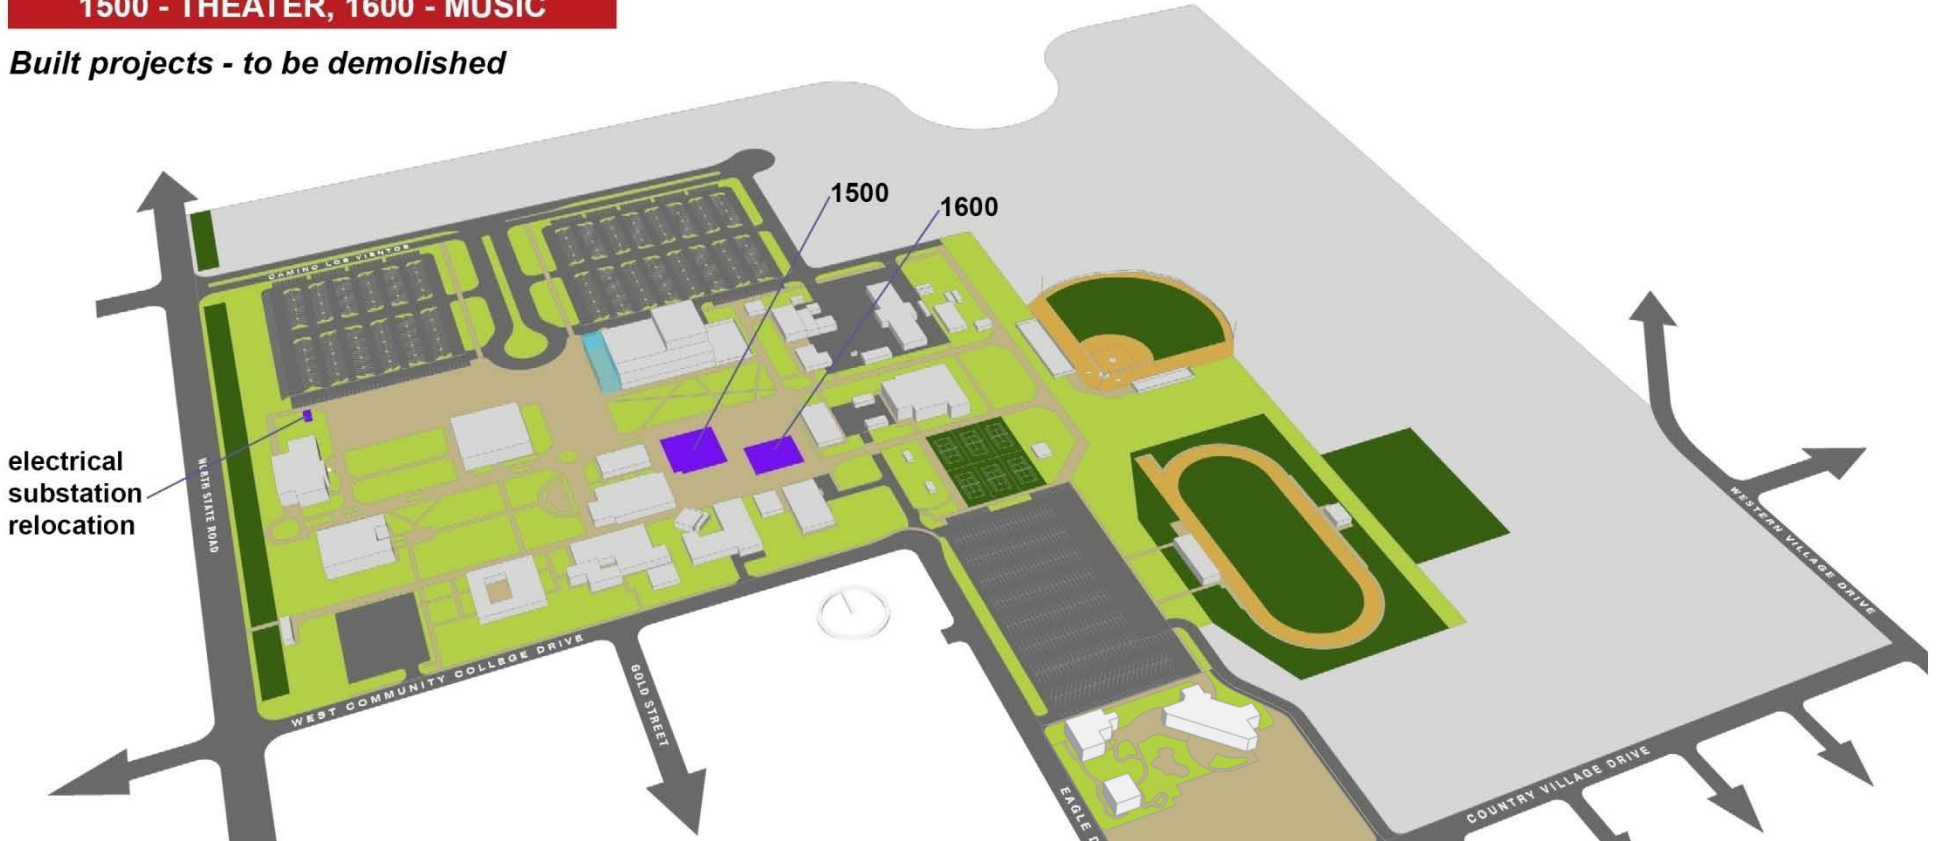 1500 - THEATER, 1600 - MUSIC
Built projects - to be demolished
1500
1600
CAMINO LOS VIENTOS
electrical
substation
relocation
NORTH STATE ROAD
WEST COMMUNITY COLLEGE DRIVE
GOLD STREET
EAGLE
WESTERN VILLAGE DRIVE
COUNTRY VILLAGE DRIVE